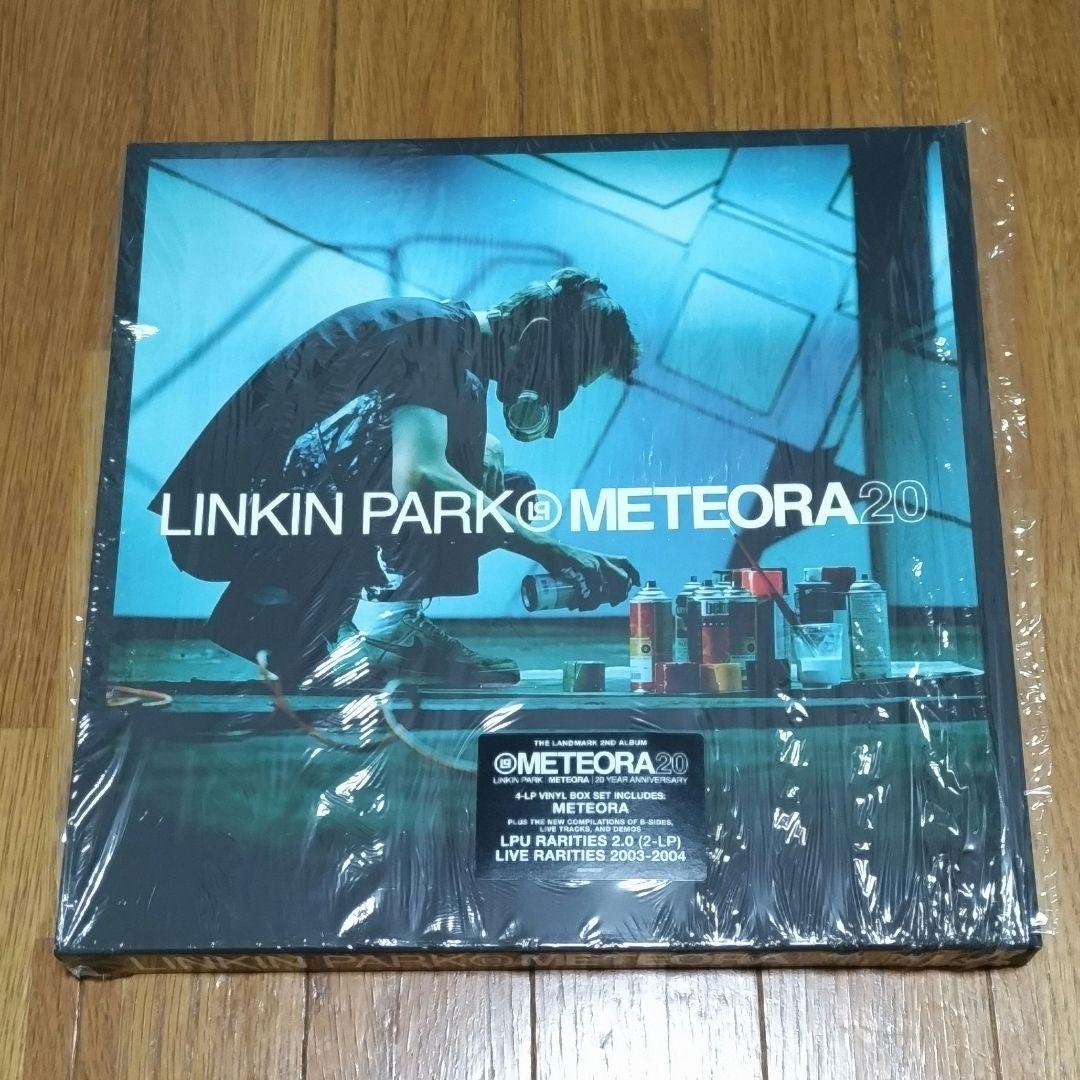 LINKIN PARK LP METEORA20
THE LANDMARK 2ND ALBUM
METEORA20
LINKIN PARK | METEORA | 20 YEAR ANNIVERSARY
4-LP VINYL BOX SET INCLUDES:
METEORA
PLUS THE NEW COMPILATIONS OF B-SIDES,
LIVE TRACKS, AND DEMOS
LPU RARITIES 2.0 (2-LP)
LIVE RARITIES 2003-2004
LINKIN PARK METEORA